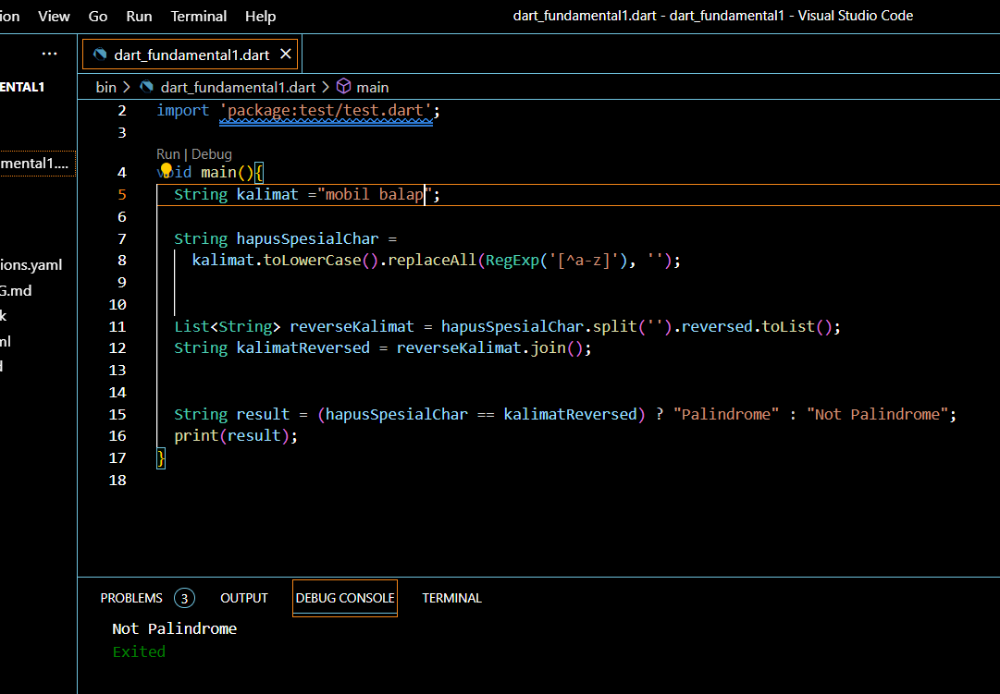 ion View Go Run Terminal Help dart_fundamental1.dart - dart_fundamental1 - Visual Studio Code
... dart_fundamental1.dart ×
ENTAL1 bin > dart_fundamental1.dart > main
2 import 'package:test/test.dart';
3
Run | Debug
mental1.... 4 void main(){
5 String kalimat ="mobil balap";
6
7 String hapusSpesialChar =
ions.yaml 8 kalimat.toLowerCase().replaceAll(RegExp('[^a-z]'), '');
G.md 9
k 10
ml 11 List<String> reverseKalimat = hapusSpesialChar.split('').reversed.toList();
12 String kalimatReversed = reverseKalimat.join();
13
14
15 String result = (hapusSpesialChar == kalimatReversed) ? "Palindrome" : "Not Palindrome";
16 print(result);
17 }
18
PROBLEMS 3 OUTPUT DEBUG CONSOLE TERMINAL
Not Palindrome
Exited